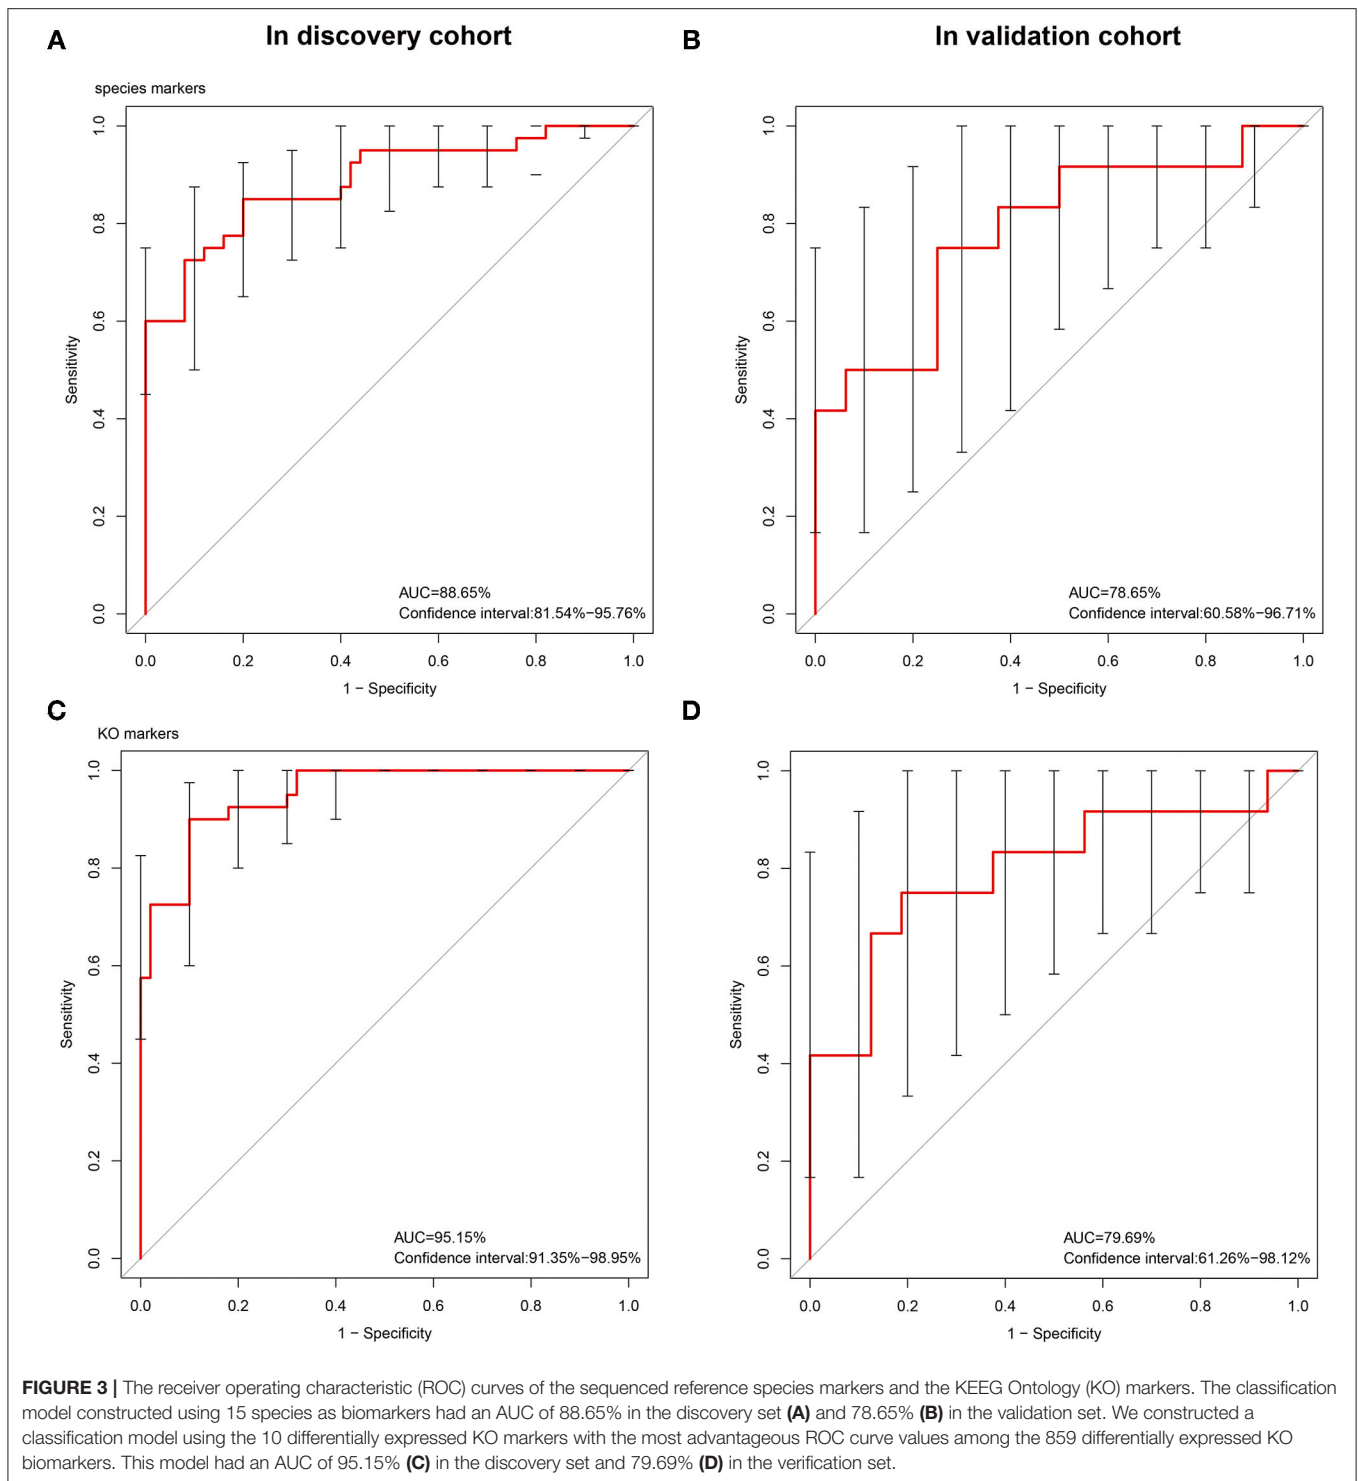 A
In discovery cohort
B
In validation cohort
species markers
1.0
0.8
0.6
0.4
0.2
0.0
Sensitivity
AUC=88.65%
Confidence interval:81.54%−95.76%
0.0 0.2 0.4 0.6 0.8 1.0
1 − Specificity
1.0
0.8
0.6
0.4
0.2
0.0
Sensitivity
AUC=78.65%
Confidence interval:60.58%−96.71%
0.0 0.2 0.4 0.6 0.8 1.0
1 − Specificity
C
KO markers
1.0
0.8
0.6
0.4
0.2
0.0
Sensitivity
AUC=95.15%
Confidence interval:91.35%−98.95%
0.0 0.2 0.4 0.6 0.8 1.0
1 − Specificity
D
1.0
0.8
0.6
0.4
0.2
0.0
Sensitivity
AUC=79.69%
Confidence interval:61.26%−98.12%
0.0 0.2 0.4 0.6 0.8 1.0
1 − Specificity
FIGURE 3 | The receiver operating characteristic (ROC) curves of the sequenced reference species markers and the KEEG Ontology (KO) markers. The classification
model constructed using 15 species as biomarkers had an AUC of 88.65% in the discovery set (A) and 78.65% (B) in the validation set. We constructed a
classification model using the 10 differentially expressed KO markers with the most advantageous ROC curve values among the 859 differentially expressed KO
biomarkers. This model had an AUC of 95.15% (C) in the discovery set and 79.69% (D) in the verification set.